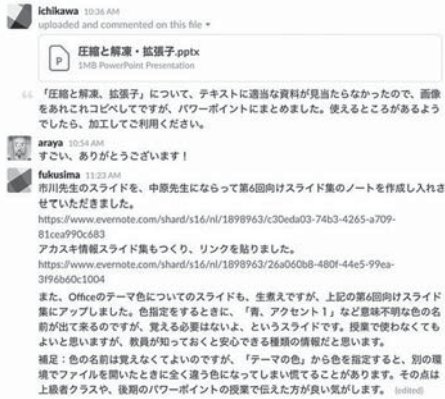 ichikawa 10:36 AM
uploaded and commented on this file
圧縮と解凍・拡張子.pptx
P
1MB PowerPoint Presentation
「圧縮と解凍、拡張子」について、テキストに適当な資料が見当たらなかったので、画像
をあれこれコピペしてですが、パワーポイントにまとめました。使えるところがあるよう
でしたら、加工してご利用ください。
araya 10:54 AM
すごい、ありがとうございます！
fukusima 11:23 AM
市川先生のスライドを、中原先生にならって第6回向けスライド集のノートを作成し入れさ
せていただきました。
https://www.evernote.com/shard/s16/nl/1898963/c30eda03-74b3-4265-a709-
81cea990c683
アカスキ情報スライド集もつくり、リンクを貼りました。
https://www.evernote.com/shard/s16/nl/1898963/26a060b8-480f-44e5-99ea-
3f96b60c1004
また、Officeのテーマ色についてのスライドも、生煮えですが、上記の第6回向けスライド
集にアップしました。色指定をするときに、「青、アクセント１」など意味不明な色の名
前が出て来るのですが、覚える必要はないよ、というスライドです。授業で使わなくても
よいと思いますが、教員が知っておくと安心できる種類の情報だと思います。
補足：色の名前は覚えなくてよいのですが、「テーマの色」から色を指定すると、別の環
境でファイルを開いたときに全く違う色になってしまい慌てることがあります。その点は
上級者クラスや、後期のパワーポイントの授業で伝えた方が良い気がします。 (edited)